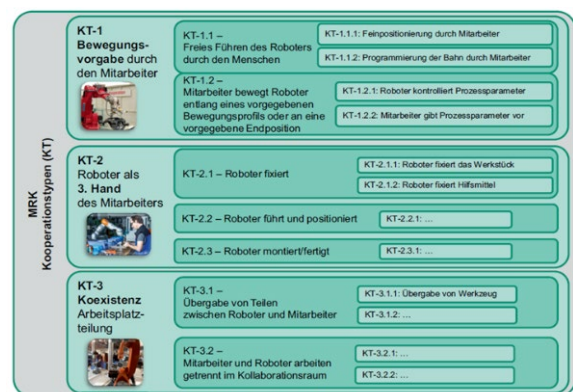 MRK
Kooperationstypen (KT)
KT-1
Bewegungs-
vorgabe durch
den Mitarbeiter
KT-1.1 –
Freies Führen des Roboters
durch den Menschen
KT-1.1.1: Feinpositionierung durch Mitarbeiter
KT-1.1.2: Programmierung der Bahn durch Mitarbeiter
KT-1.2 –
Mitarbeiter bewegt Roboter
entlang eines vorgegebenen
Bewegungsprofils oder an eine
vorgegebene Endposition
KT-1.2.1: Roboter kontrolliert Prozessparameter
KT-1.2.2: Mitarbeiter gibt Prozessparameter vor
KT-2
Roboter als
3. Hand
des Mitarbeiters
KT-2.1 – Roboter fixiert
KT-2.1.1: Roboter fixiert das Werkstück
KT-2.1.2: Roboter fixiert Hilfsmittel
KT-2.2 – Roboter führt und positioniert
KT-2.2.1: ...
KT-2.3 – Roboter montiert/fertigt
KT-2.3.1: ...
KT-3
Koexistenz
Arbeitsplatz-
teilung
KT-3.1 –
Übergabe von Teilen
zwischen Roboter und Mitarbeiter
KT-3.1.1: Übergabe von Werkzeug
KT-3.1.2: ...
KT-3.2 –
Mitarbeiter und Roboter arbeiten
getrennt im Kollaborationsraum
KT-3.2.1: ...
KT-3.2.2: ...